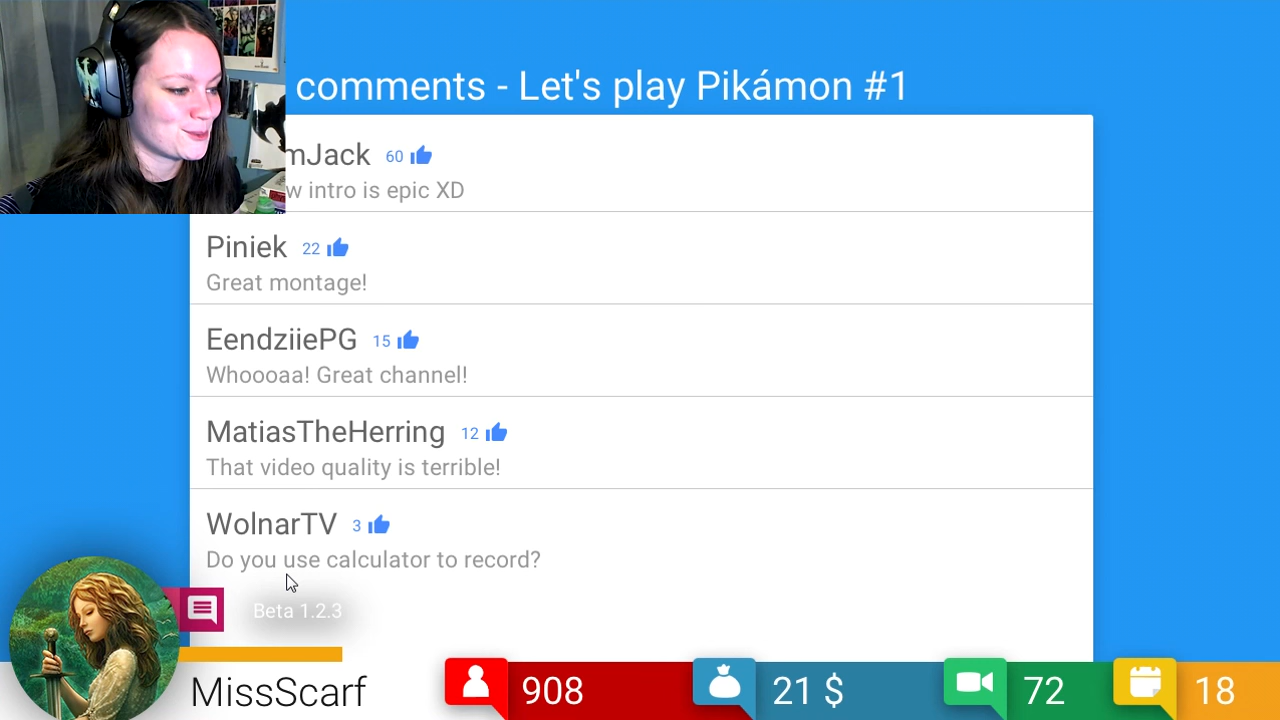 comments - Let's play Pikámon #1
mJack 60
w intro is epic XD
Piniek 22
Great montage!
EendziiePG 15
Whoooaa! Great channel!
MatiasTheHerring 12
That video quality is terrible!
WolnarTV 3
Do you use calculator to record?
Beta 1.2.3
MissScarf
908
21 $
72
18